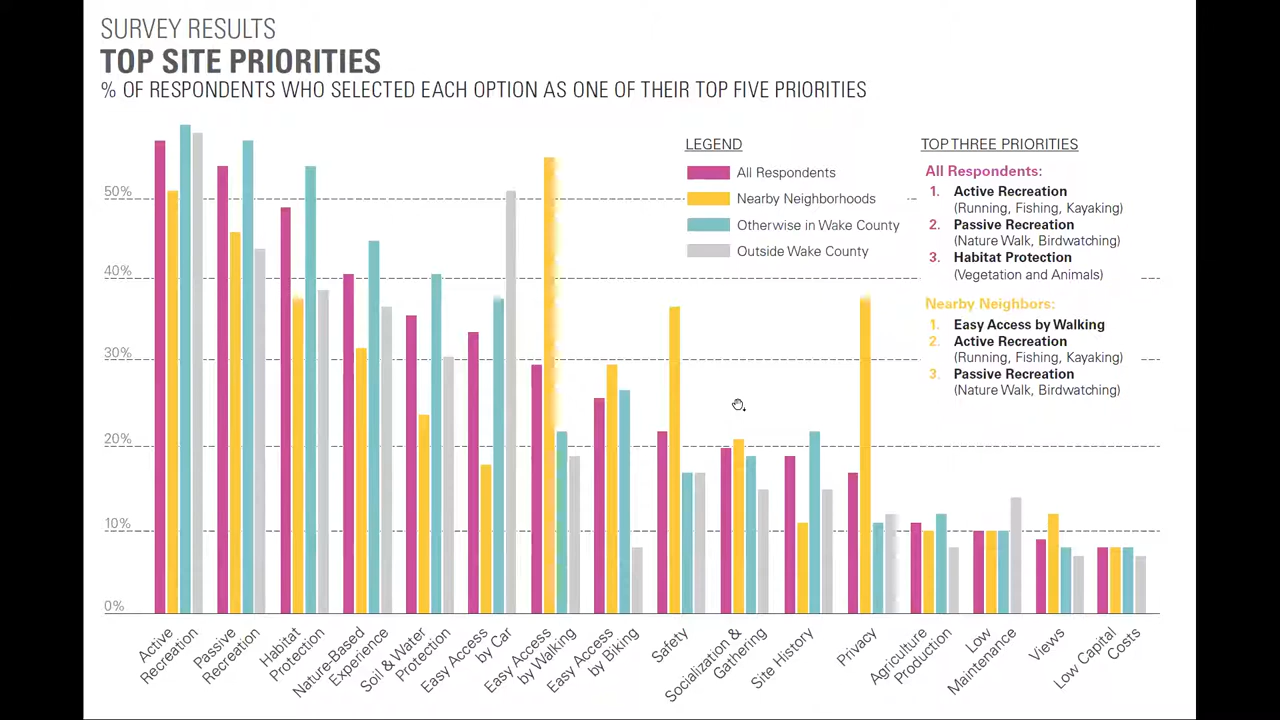 SURVEY RESULTS
TOP SITE PRIORITIES
% OF RESPONDENTS WHO SELECTED EACH OPTION AS ONE OF THEIR TOP FIVE PRIORITIES
LEGEND
All Respondents
Nearby Neighborhoods
Otherwise in Wake County
Outside Wake County
TOP THREE PRIORITIES
All Respondents:
1. Active Recreation
(Running, Fishing, Kayaking)
2. Passive Recreation
(Nature Walk, Birdwatching)
3. Habitat Protection
(Vegetation and Animals)
Nearby Neighbors:
1. Easy Access by Walking
2. Active Recreation
(Running, Fishing, Kayaking)
3. Passive Recreation
(Nature Walk, Birdwatching)
50%
40%
30%
20%
10%
0%
Active
Recreation
Passive
Recreation
Habitat
Protection
Nature-Based
Experience
Soil & Water
Protection
Easy Access
by Car
Easy Access
by Walking
Easy Access
by Biking
Safety
Socialization &
Gathering
Site History
Privacy
Agriculture
Production
Low
Maintenance
Views
Low Capital
Costs